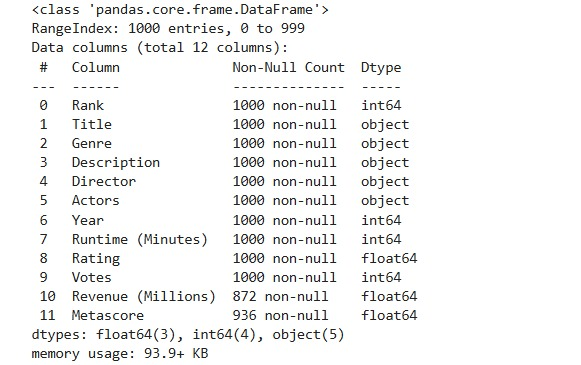 <class 'pandas.core.frame.DataFrame'>
RangeIndex: 1000 entries, 0 to 999
Data columns (total 12 columns):
 #   Column              Non-Null Count  Dtype
---  ------              --------------  -----
 0   Rank                1000 non-null   int64
 1   Title               1000 non-null   object
 2   Genre               1000 non-null   object
 3   Description         1000 non-null   object
 4   Director            1000 non-null   object
 5   Actors              1000 non-null   object
 6   Year                1000 non-null   int64
 7   Runtime (Minutes)   1000 non-null   int64
 8   Rating              1000 non-null   float64
 9   Votes               1000 non-null   int64
 10  Revenue (Millions)  872 non-null    float64
 11  Metascore           936 non-null    float64
dtypes: float64(3), int64(4), object(5)
memory usage: 93.9+ KB